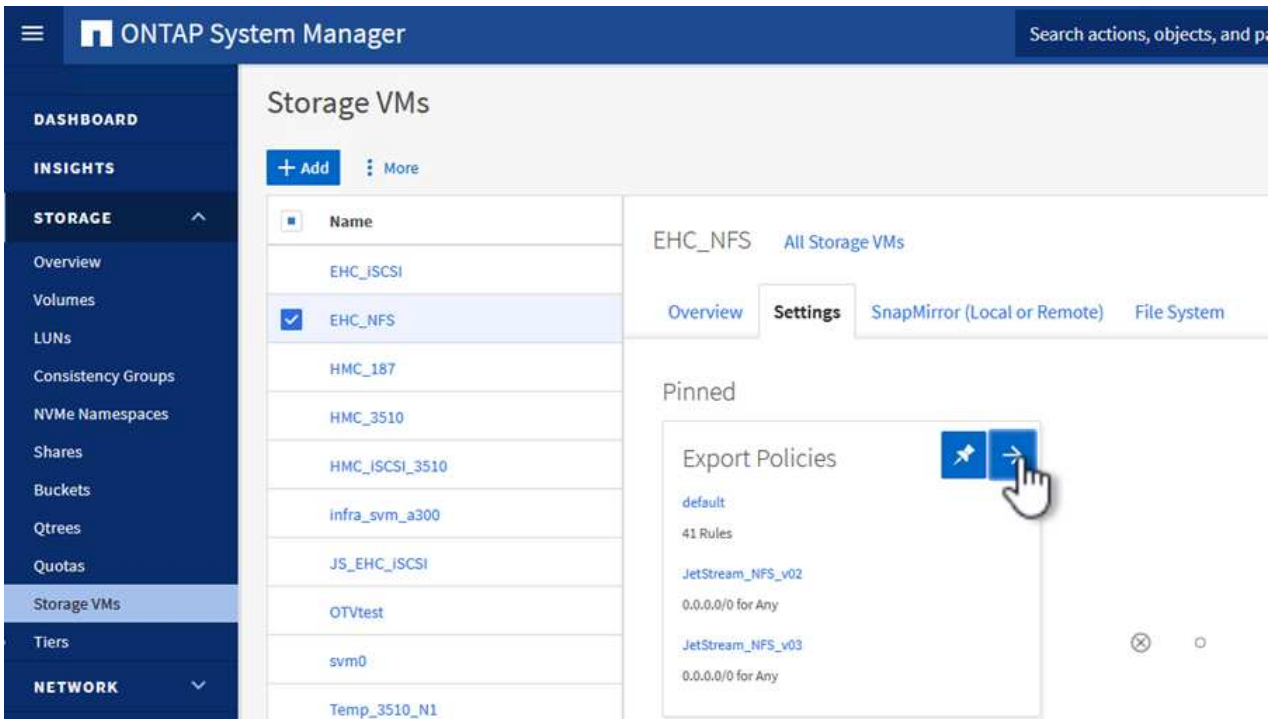 ONTAP System Manager
Search actions, objects, and pa
DASHBOARD
INSIGHTS
STORAGE
Overview
Volumes
LUNs
Consistency Groups
NVMe Namespaces
Shares
Buckets
Qtrees
Quotas
Storage VMs
Tiers
NETWORK
Storage VMs
+ Add
More
Name
EHC_iSCSI
EHC_NFS
HMC_187
HMC_3510
HMC_iSCSI_3510
infra_svm_a300
JS_EHC_iSCSI
OTVtest
svm0
Temp_3510_N1
EHC_NFS All Storage VMs
Overview Settings SnapMirror (Local or Remote) File System
Pinned
Export Policies
default
41 Rules
JetStream_NFS_v02
0.0.0.0/0 for Any
JetStream_NFS_v03
0.0.0.0/0 for Any